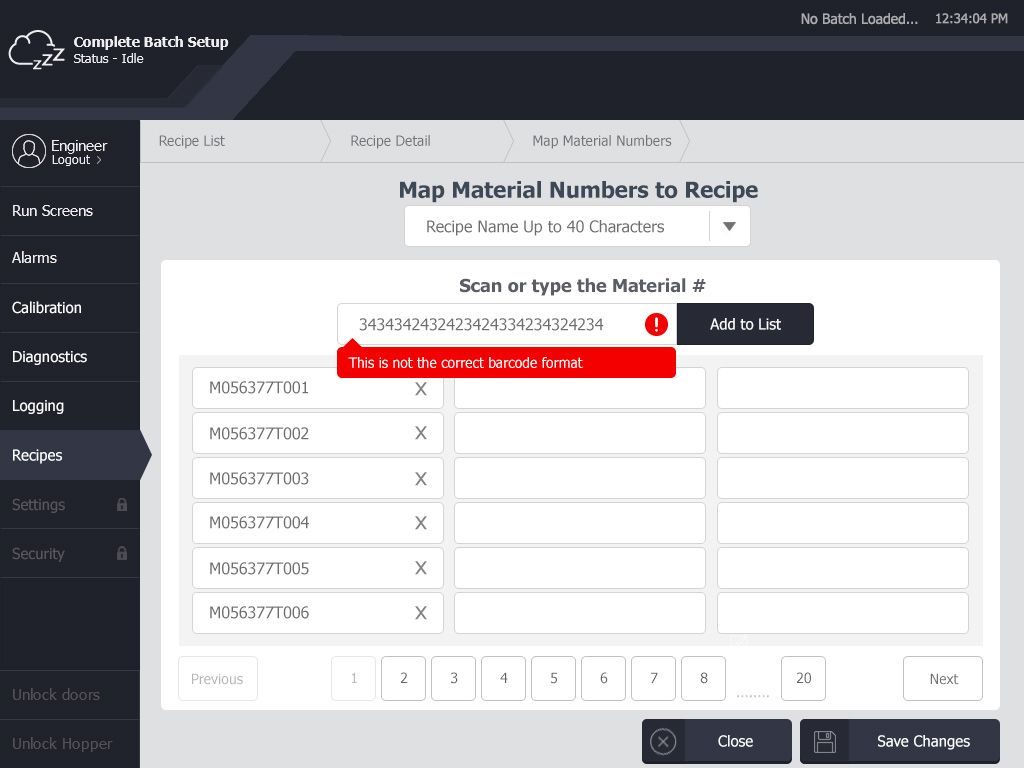 No Batch Loaded... 12:34:04 PM
Complete Batch Setup
Status - Idle
zzZ
Engineer
Logout >
Recipe List
Recipe Detail
Map Material Numbers
Run Screens
Alarms
Calibration
Diagnostics
Logging
Recipes
Settings
Security
Unlock doors
Unlock Hopper
Map Material Numbers to Recipe
Recipe Name Up to 40 Characters
Scan or type the Material #
3434342432423424334234324234 !
Add to List
This is not the correct barcode format
M056377T001 X
M056377T002 X
M056377T003 X
M056377T004 X
M056377T005 X
M056377T006 X
Previous 1 2 3 4 5 6 7 8 ........ 20 Next
Close
Save Changes